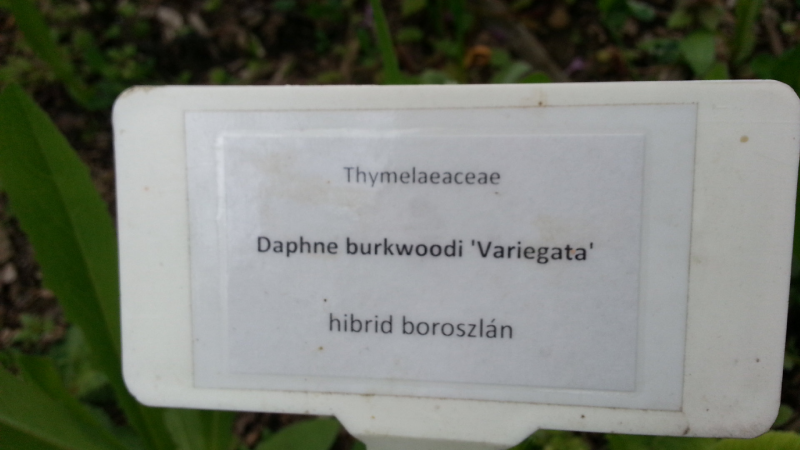 Thymelaeaceae
Daphne burkwoodi 'Variegata'
hibrid boroszlán